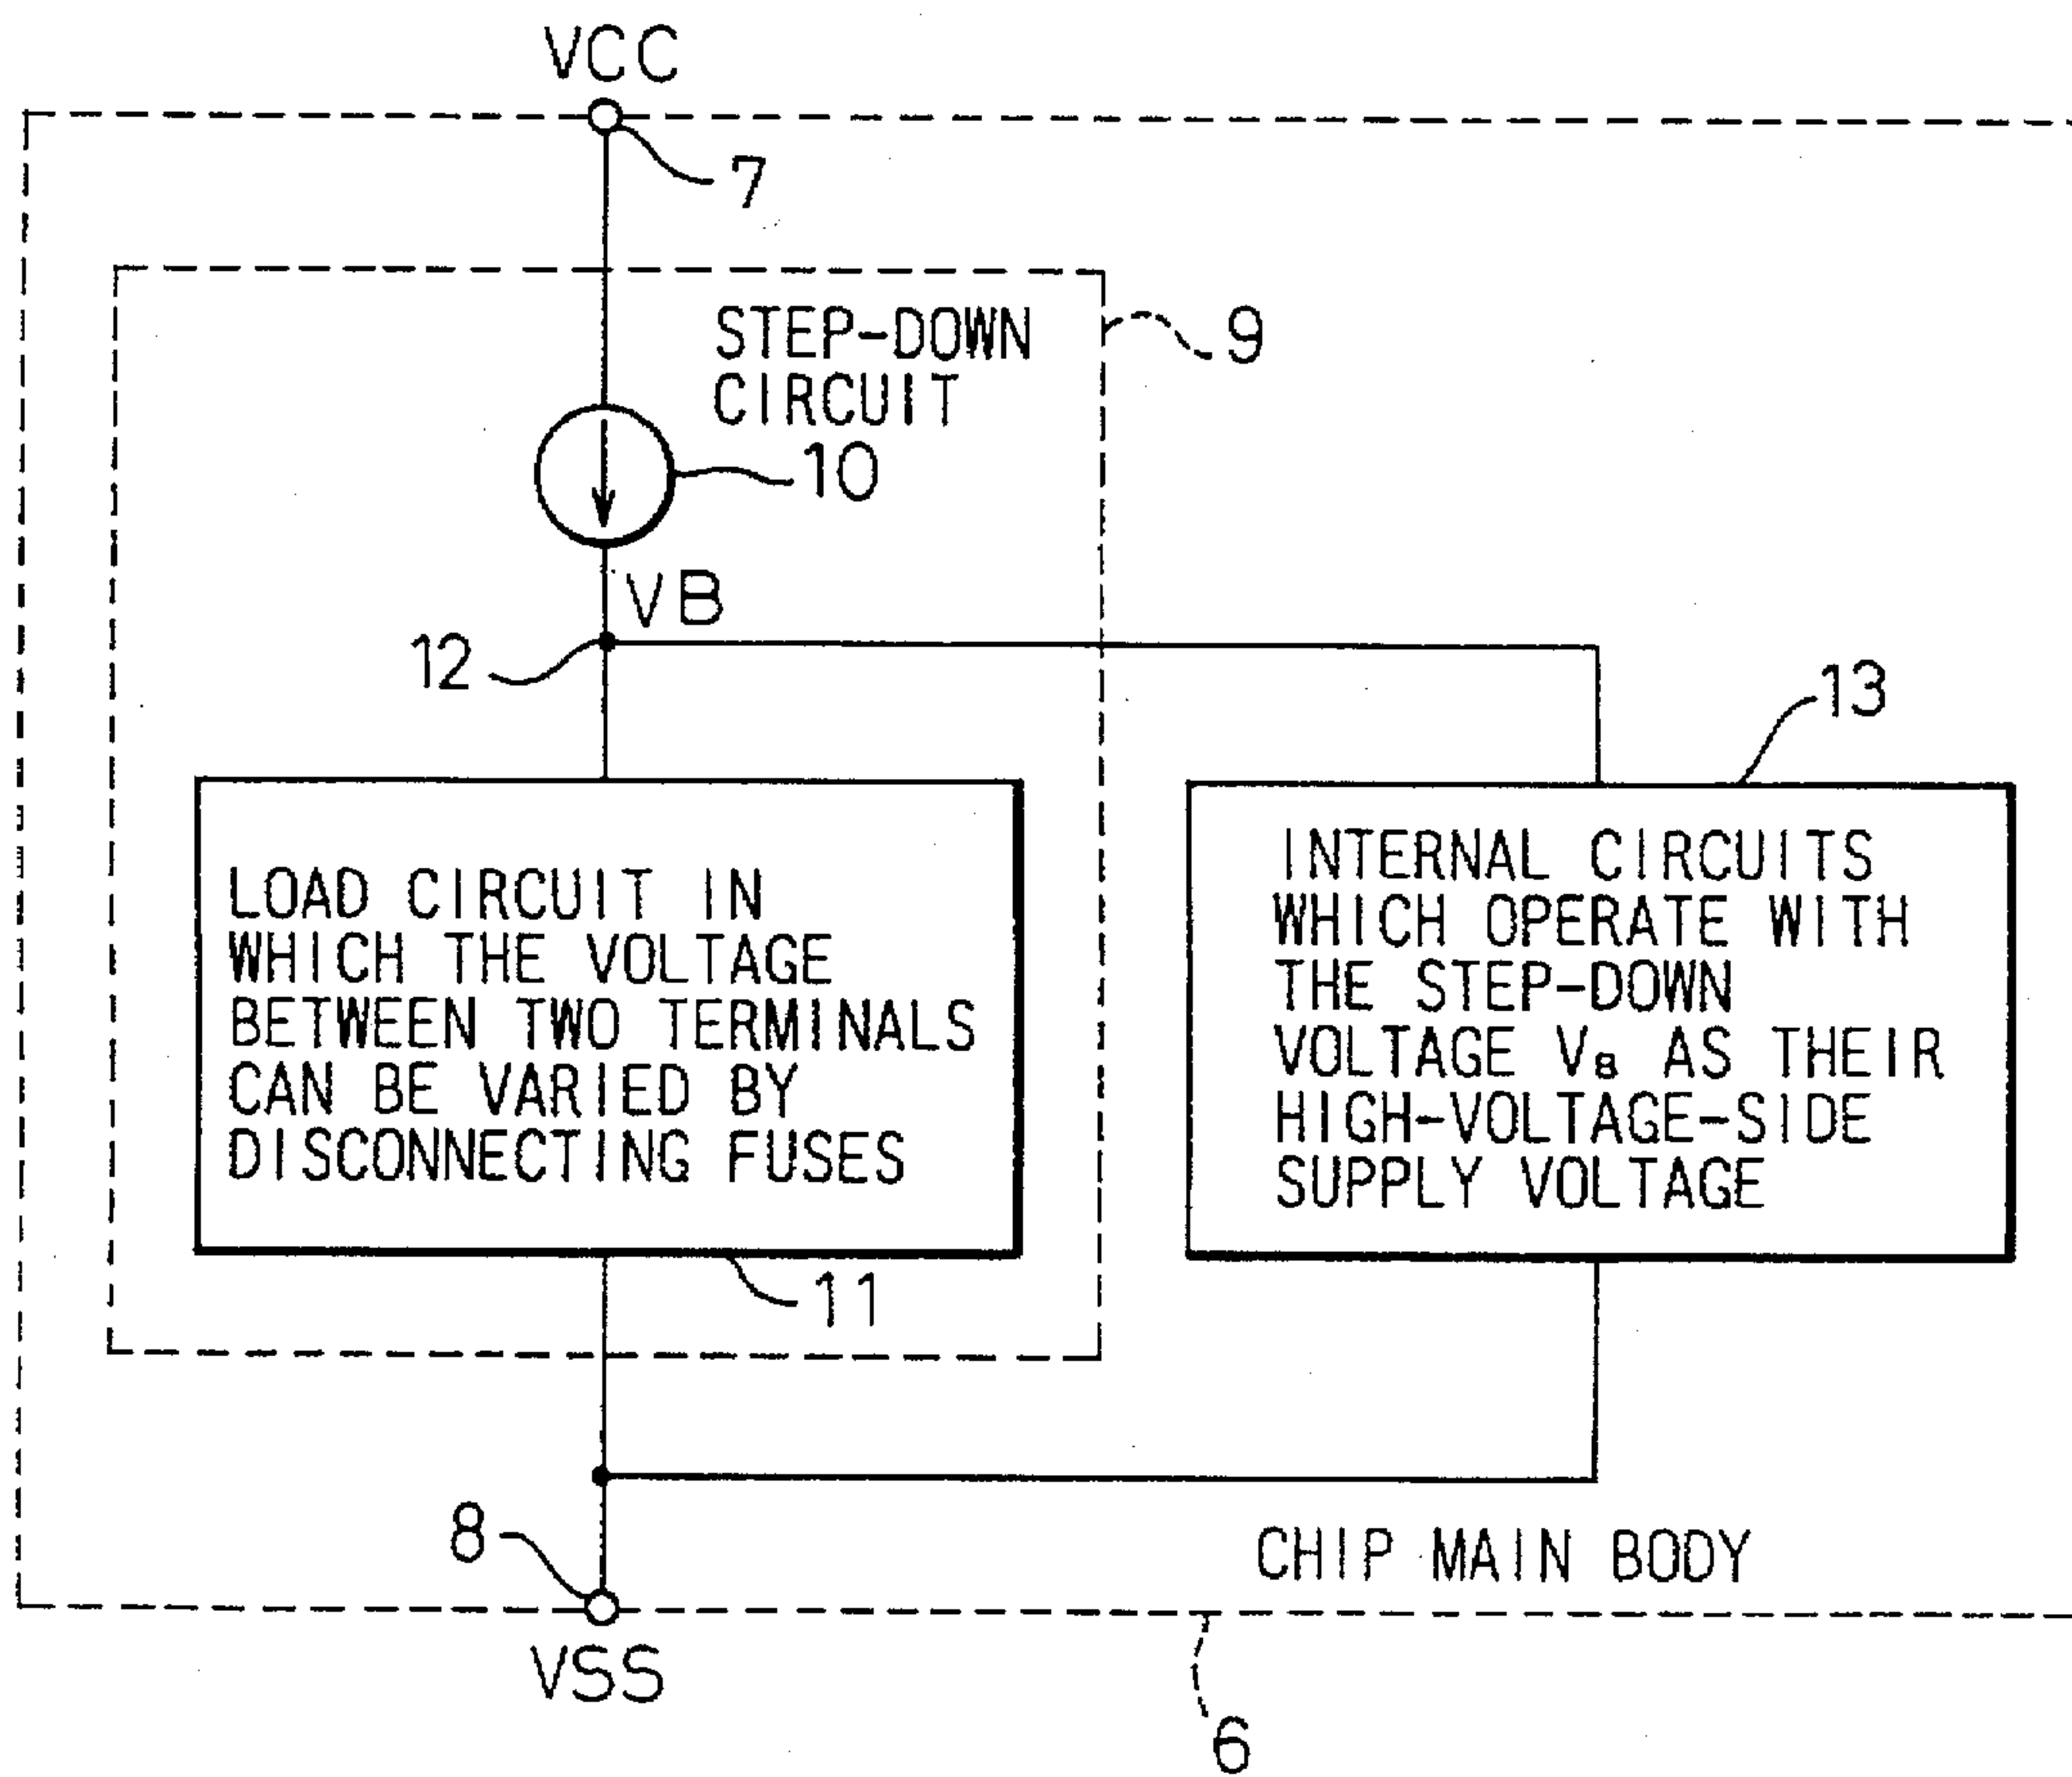 VCC
7
STEP-DOWN
CIRCUIT
9
10
VB
12
13
LOAD CIRCUIT IN
WHICH THE VOLTAGE
BETWEEN TWO TERMINALS
CAN BE VARIED BY
DISCONNECTING FUSES
INTERNAL CIRCUITS
WHICH OPERATE WITH
THE STEP-DOWN
VOLTAGE VB AS THEIR
HIGH-VOLTAGE-SIDE
SUPPLY VOLTAGE
11
8
CHIP MAIN BODY
VSS
6